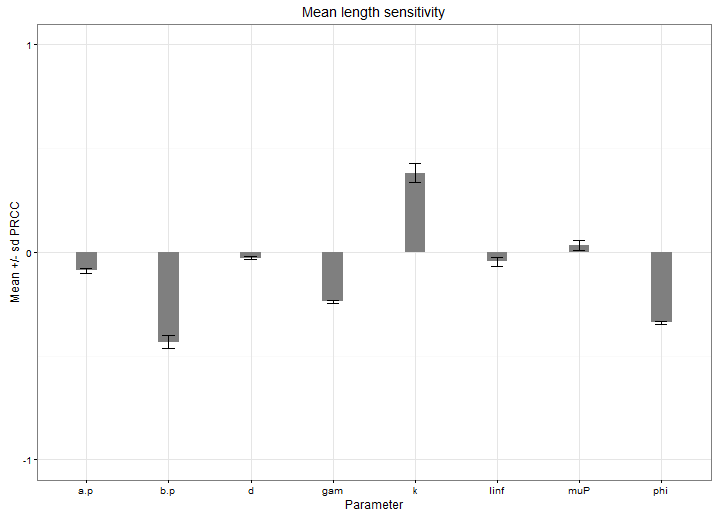 Mean length sensitivity
Mean +/- sd PRCC
1
0
-1
a.p b.p d gam k linf muP phi
Parameter